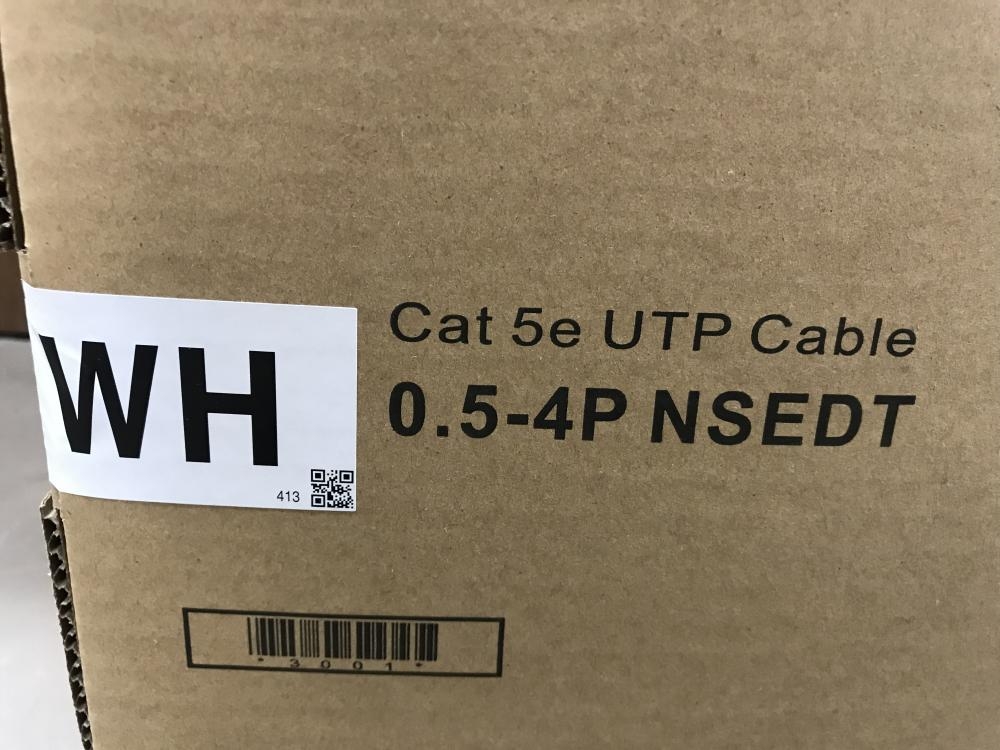 WH
413
Cat 5e UTP Cable
0.5-4P NSEDT
*3001*